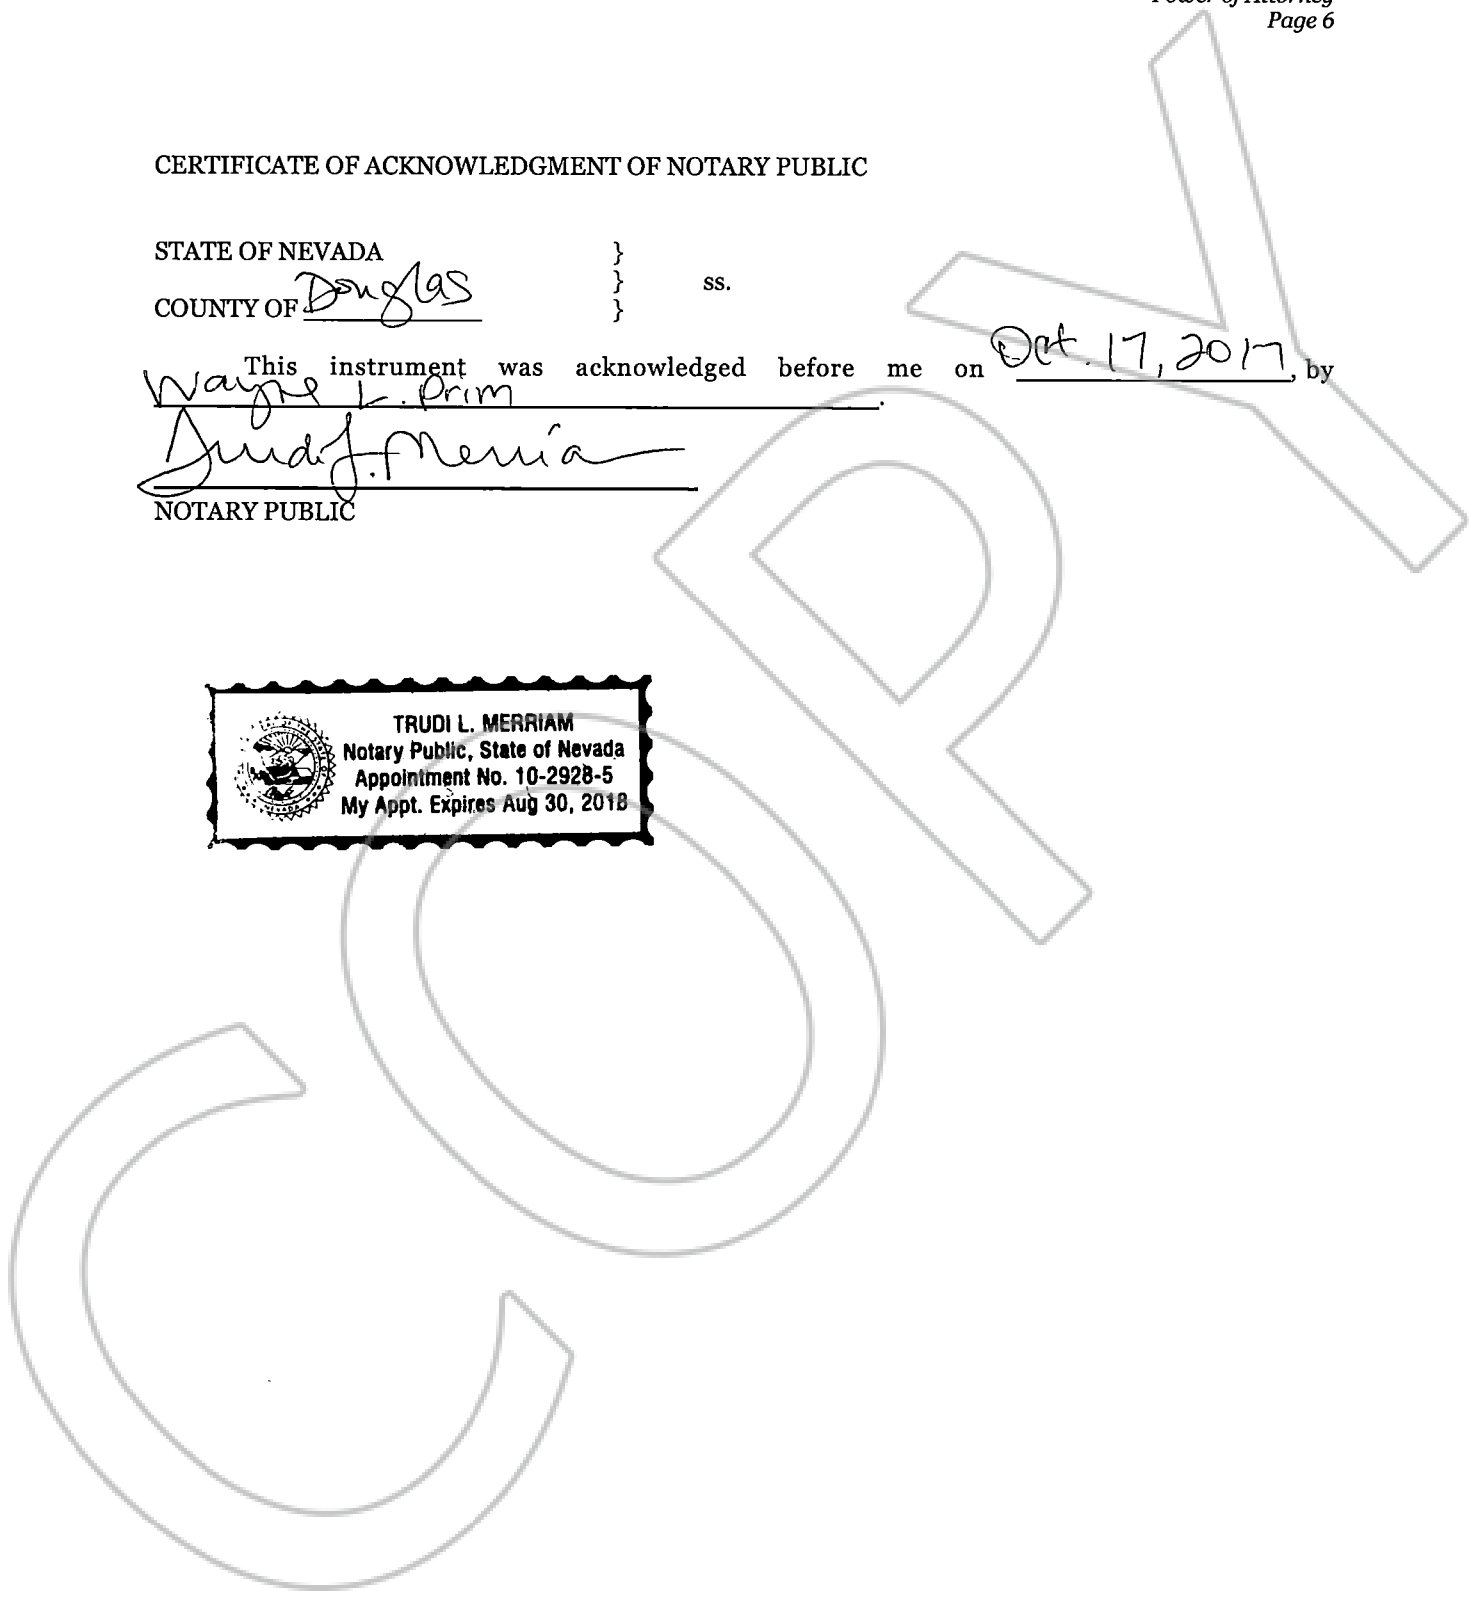 Power of Attorney
Page 6
CERTIFICATE OF ACKNOWLEDGMENT OF NOTARY PUBLIC
STATE OF NEVADA }
} ss.
COUNTY OF Douglas }
This instrument was acknowledged before me on Oct. 17, 2017, by
Wayne L. Prim.
Trudi L. Merriam
NOTARY PUBLIC
TRUDI L. MERRIAM
Notary Public, State of Nevada
Appointment No. 10-2928-5
My Appt. Expires Aug 30, 2018
COPY